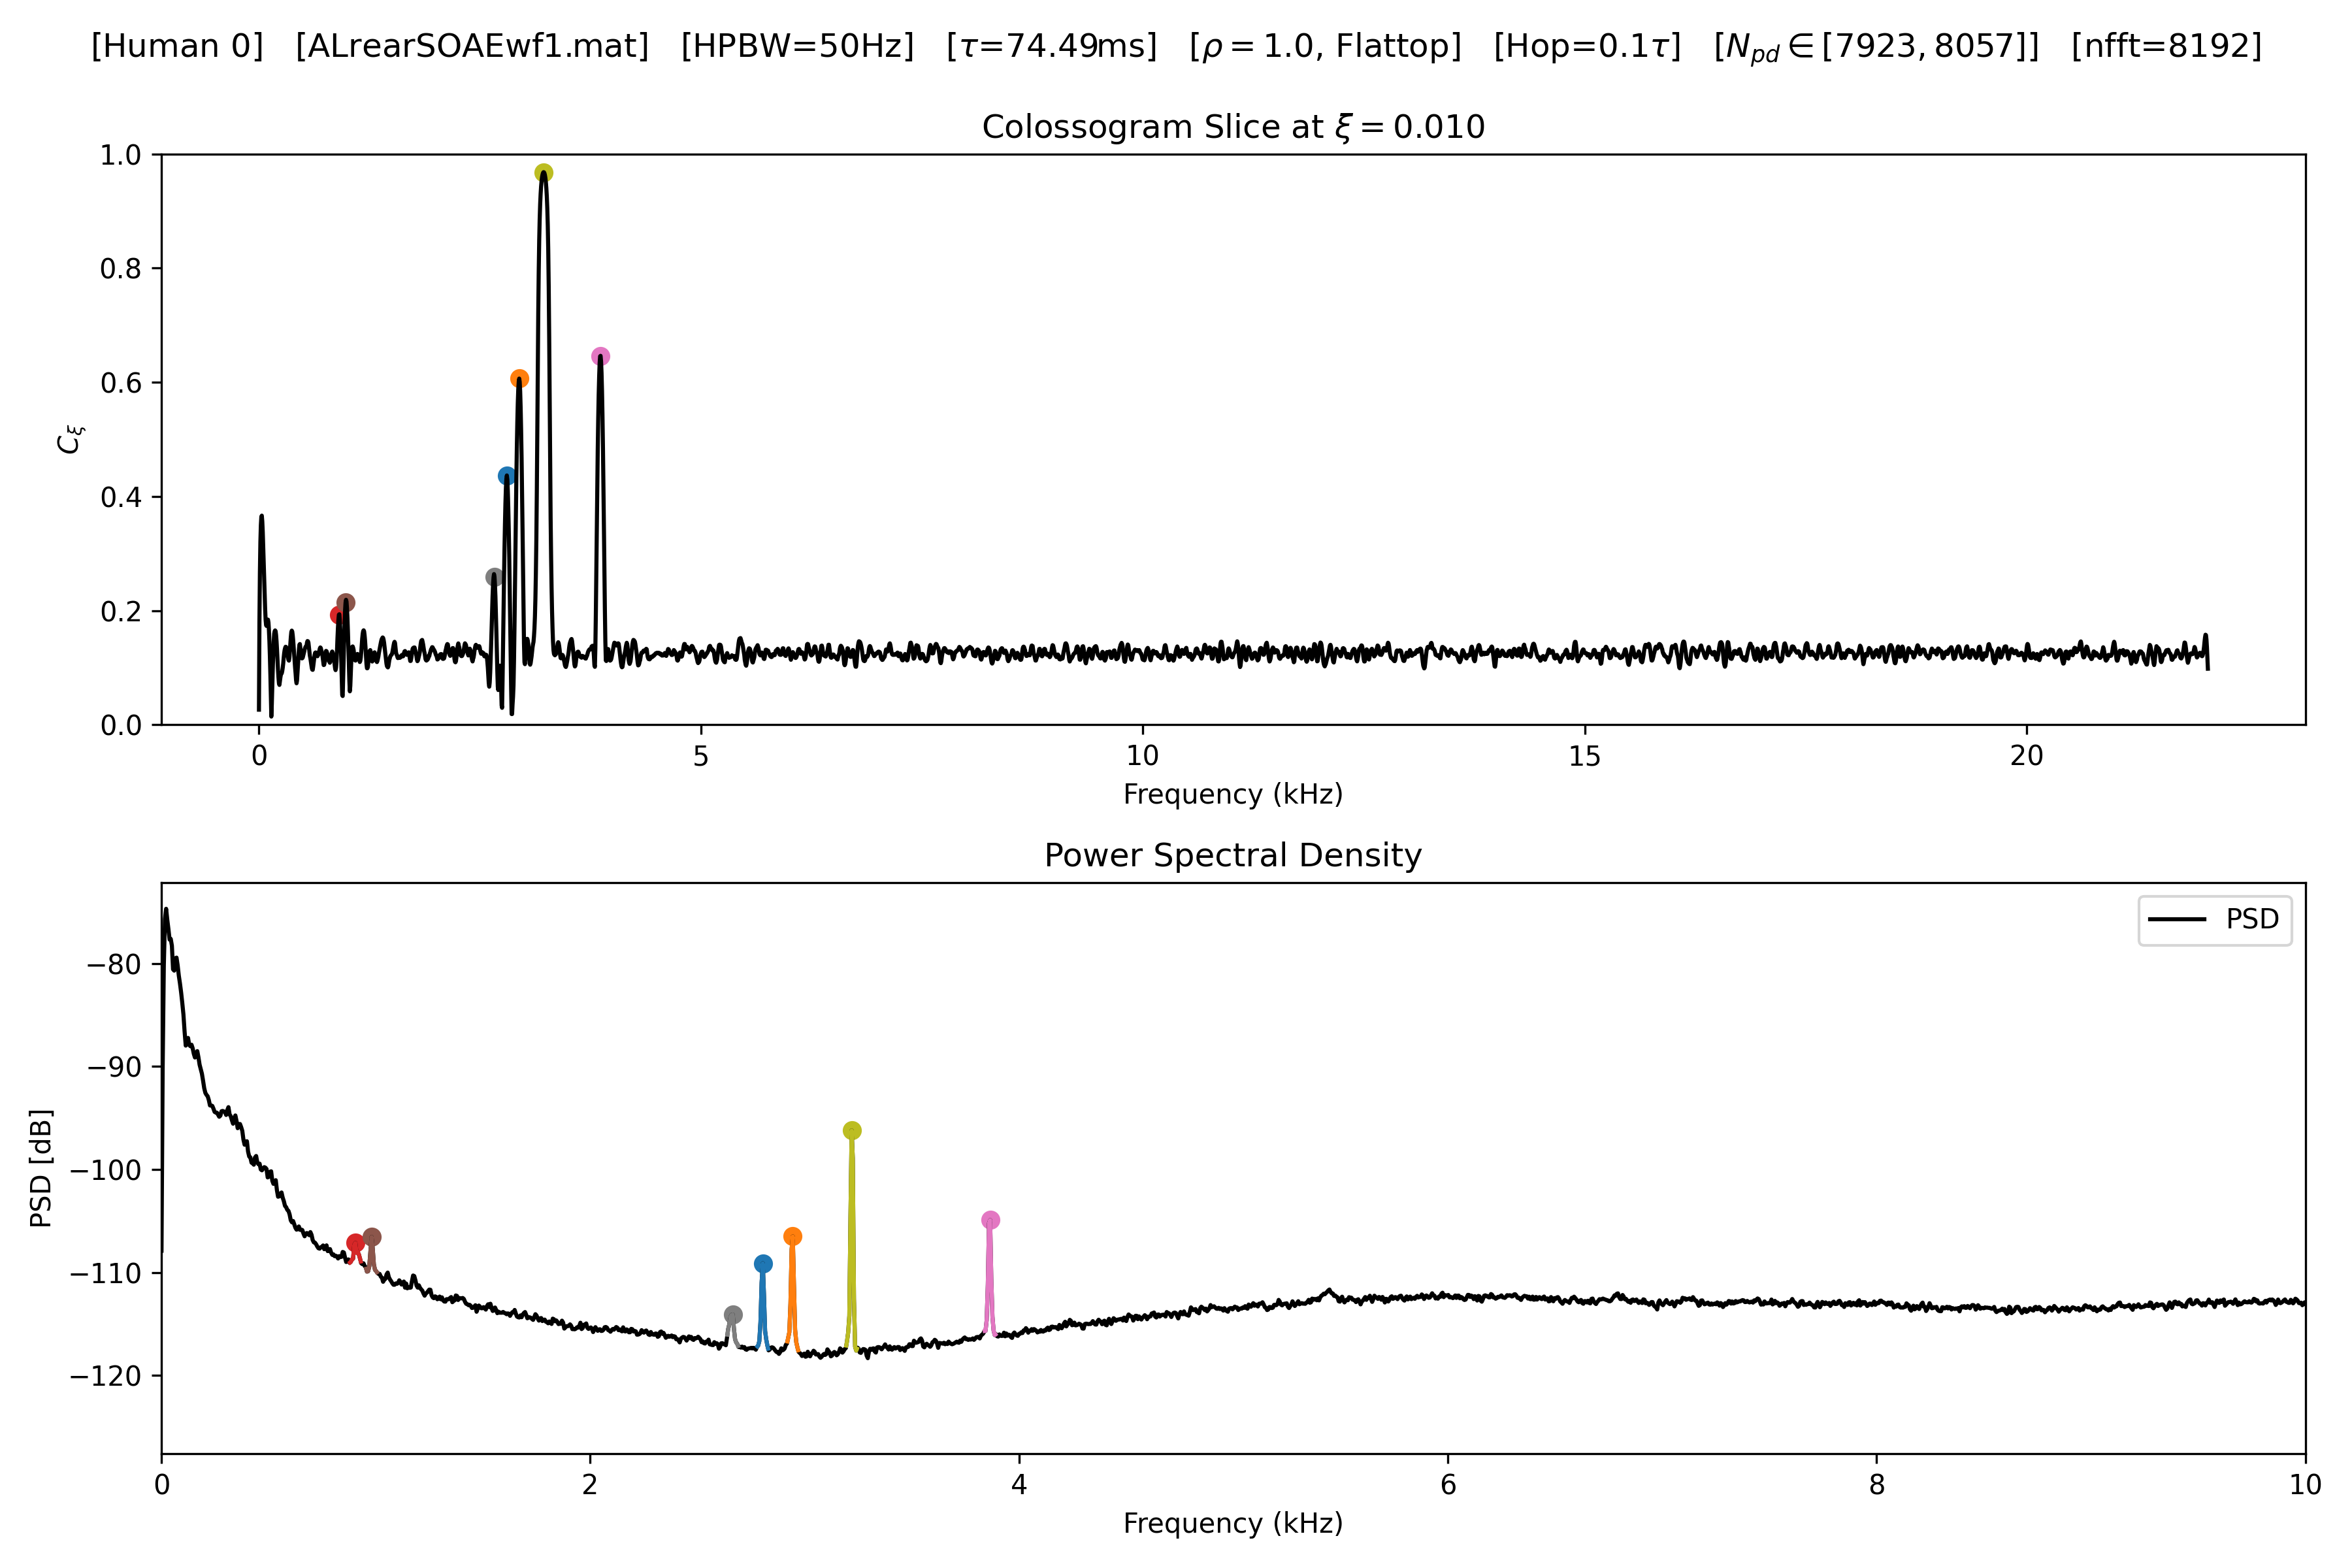 [Human 0] [ALrearSOAEwf1.mat] [HPBW=50Hz] [τ=74.49ms] [ρ = 1.0, Flattop] [Hop=0.1τ] [N_pd ∈ [7923, 8057]] [nfft=8192]
Colossogram Slice at ξ = 0.010
1.0
0.8
0.6
0.4
0.2
0.0
C_ξ
0 5 10 15 20
Frequency (kHz)
Power Spectral Density
PSD
−80
−90
−100
−110
−120
PSD [dB]
0 2 4 6 8 10
Frequency (kHz)